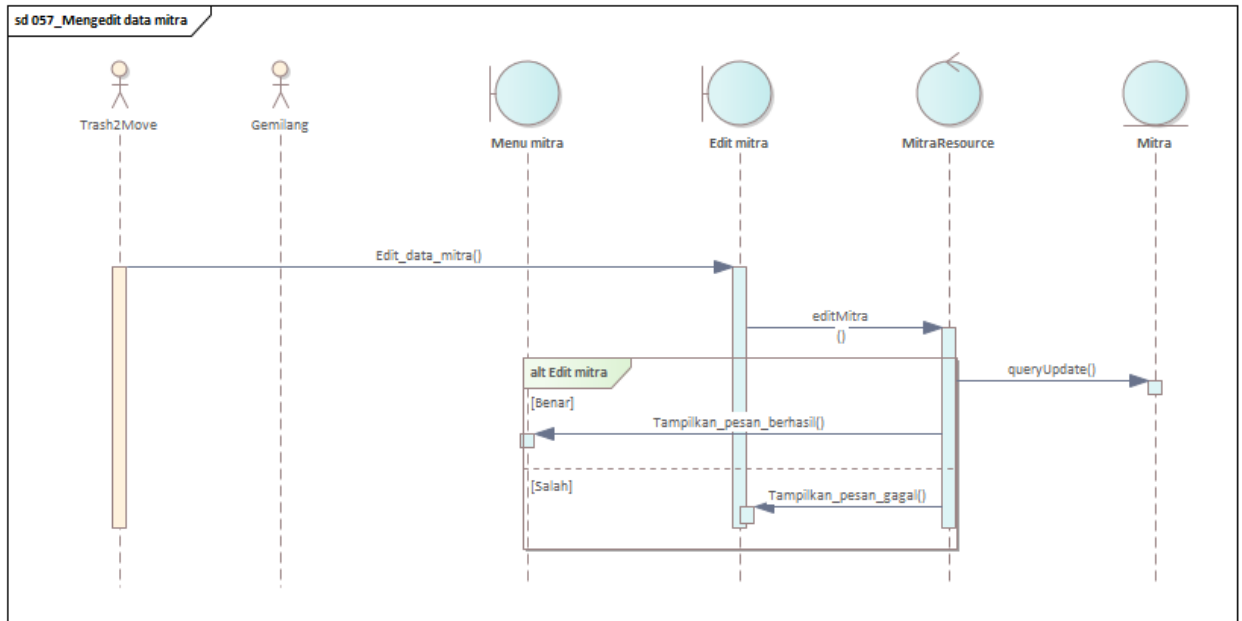 sd 057_Mengedit data mitra
Trash2Move
Gemilang
Menu mitra
Edit mitra
MitraResource
Mitra
Edit_data_mitra()
editMitra
()
alt Edit mitra
queryUpdate()
[Benar]
Tampilkan_pesan_berhasil()
[Salah]
Tampilkan_pesan_gagal()